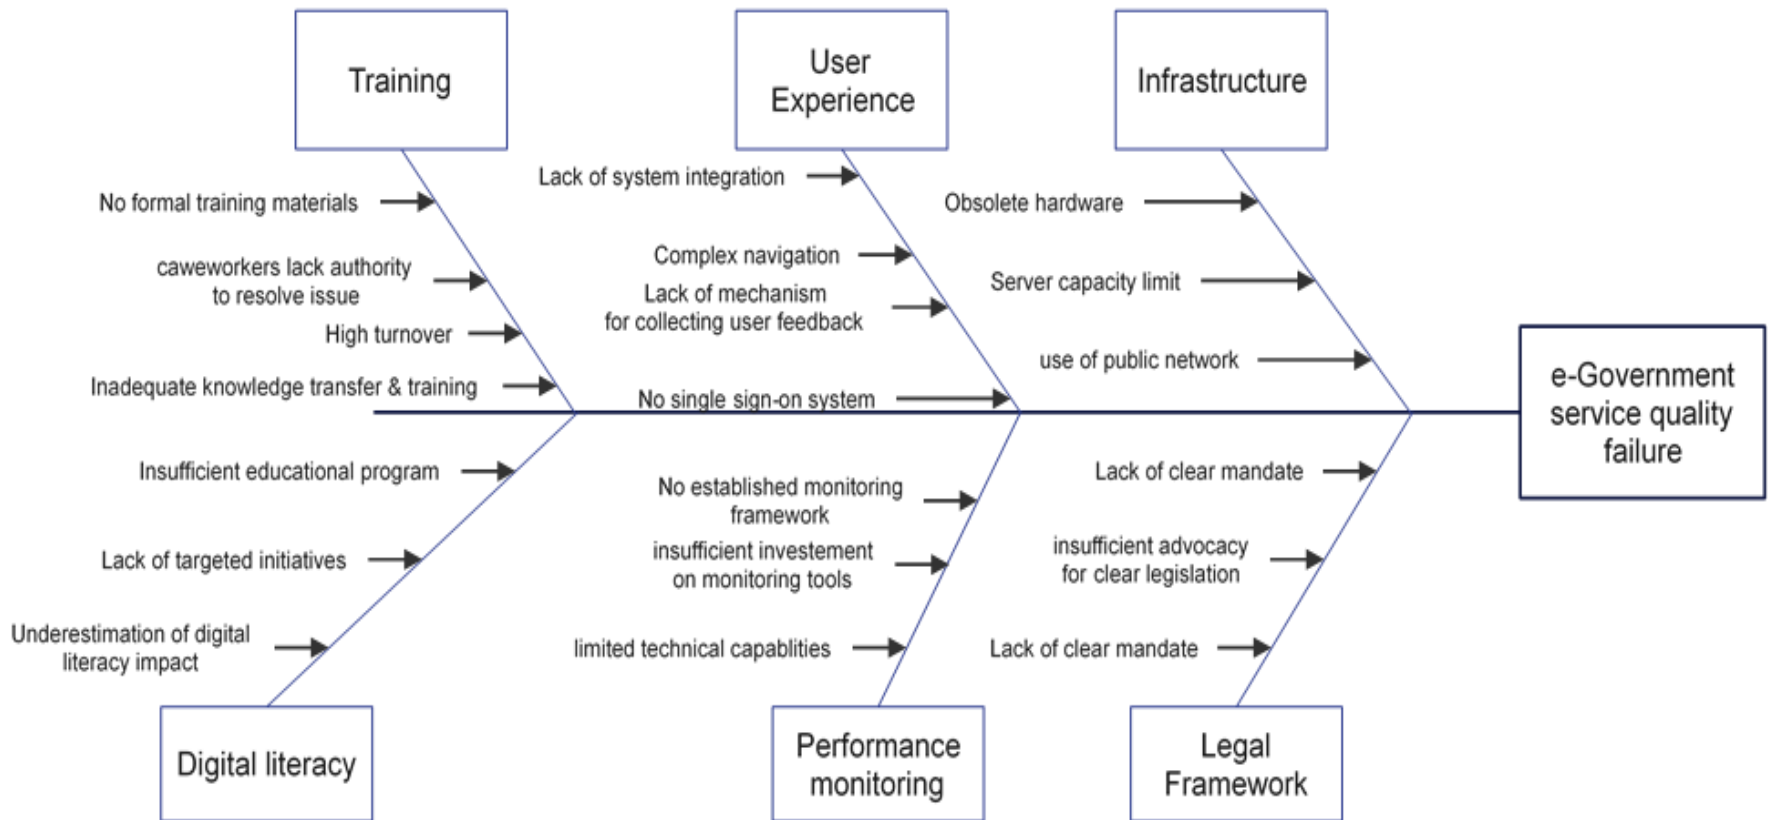 Training
User
Experience
Infrastructure
No formal training materials
caweworkers lack authority
to resolve issue
High turnover
Inadequate knowledge transfer & training
Lack of system integration
Complex navigation
Lack of mechanism
for collecting user feedback
No single sign-on system
Obsolete hardware
Server capacity limit
use of public network
e-Government
service quality
failure
Insufficient educational program
Lack of targeted initiatives
Underestimation of digital
literacy impact
No established monitoring
framework
insufficient investement
on monitoring tools
limited technical capablities
Lack of clear mandate
insufficient advocacy
for clear legislation
Lack of clear mandate
Digital literacy
Performance
monitoring
Legal
Framework